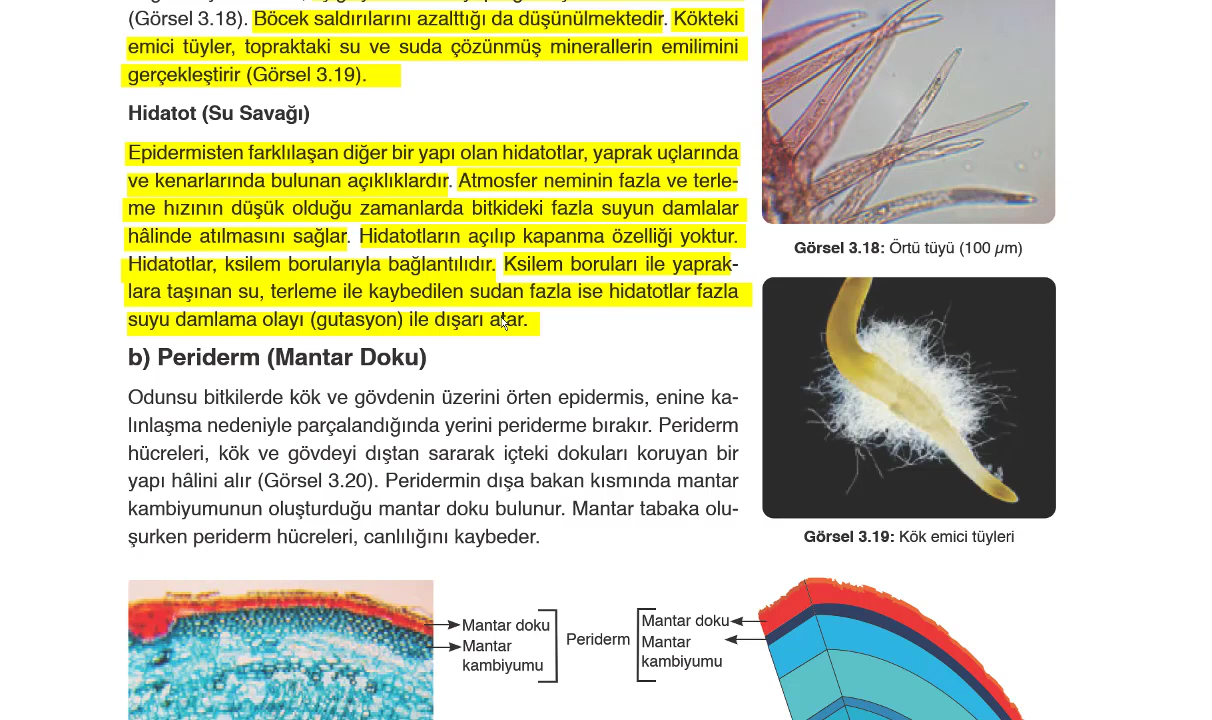 (Görsel 3.18). Böcek saldırılarını azalttığı da düşünülmektedir. Kökteki
emici tüyler, topraktaki su ve suda çözünmüş minerallerin emilimini
gerçekleştirir (Görsel 3.19).
Hidatot (Su Savağı)
Epidermisten farklılaşan diğer bir yapı olan hidatotlar, yaprak uçlarında
ve kenarlarında bulunan açıklıklardır. Atmosfer neminin fazla ve terle-
me hızının düşük olduğu zamanlarda bitkideki fazla suyun damlalar
hâlinde atılmasını sağlar. Hidatotların açılıp kapanma özelliği yoktur.
Hidatotlar, ksilem borularıyla bağlantılıdır. Ksilem boruları ile yaprak-
lara taşınan su, terleme ile kaybedilen sudan fazla ise hidatotlar fazla
suyu damlama olayı (gutasyon) ile dışarı atar.
b) Periderm (Mantar Doku)
Odunsu bitkilerde kök ve gövdenin üzerini örten epidermis, enine ka-
lınlaşma nedeniyle parçalandığında yerini periderme bırakır. Periderm
hücreleri, kök ve gövdeyi dıştan sararak içteki dokuları koruyan bir
yapı hâlini alır (Görsel 3.20). Peridermin dışa bakan kısmında mantar
kambiyumunun oluşturduğu mantar doku bulunur. Mantar tabaka olu-
şurken periderm hücreleri, canlılığını kaybeder.
Görsel 3.18: Örtü tüyü (100 µm)
Görsel 3.19: Kök emici tüyleri
Mantar doku
Mantar
kambiyumu
Periderm
Mantar doku
Mantar
kambiyumu